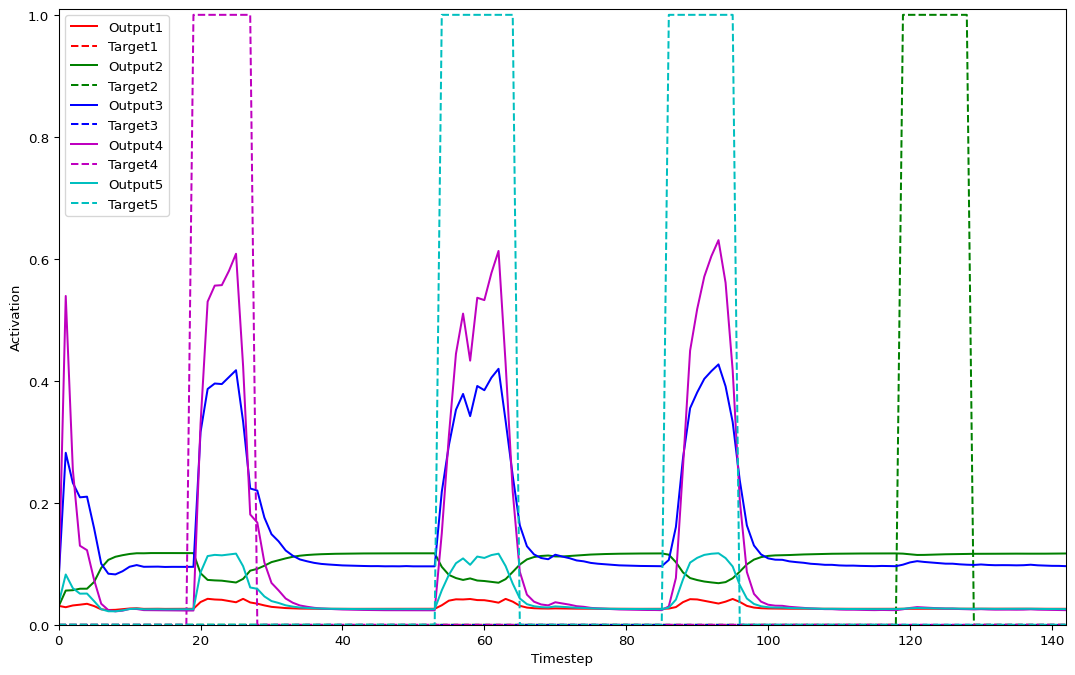 1.0
0.8
0.6
0.4
0.2
0.0
Activation
Output1
Target1
Output2
Target2
Output3
Target3
Output4
Target4
Output5
Target5
0 20 40 60 80 100 120 140
Timestep